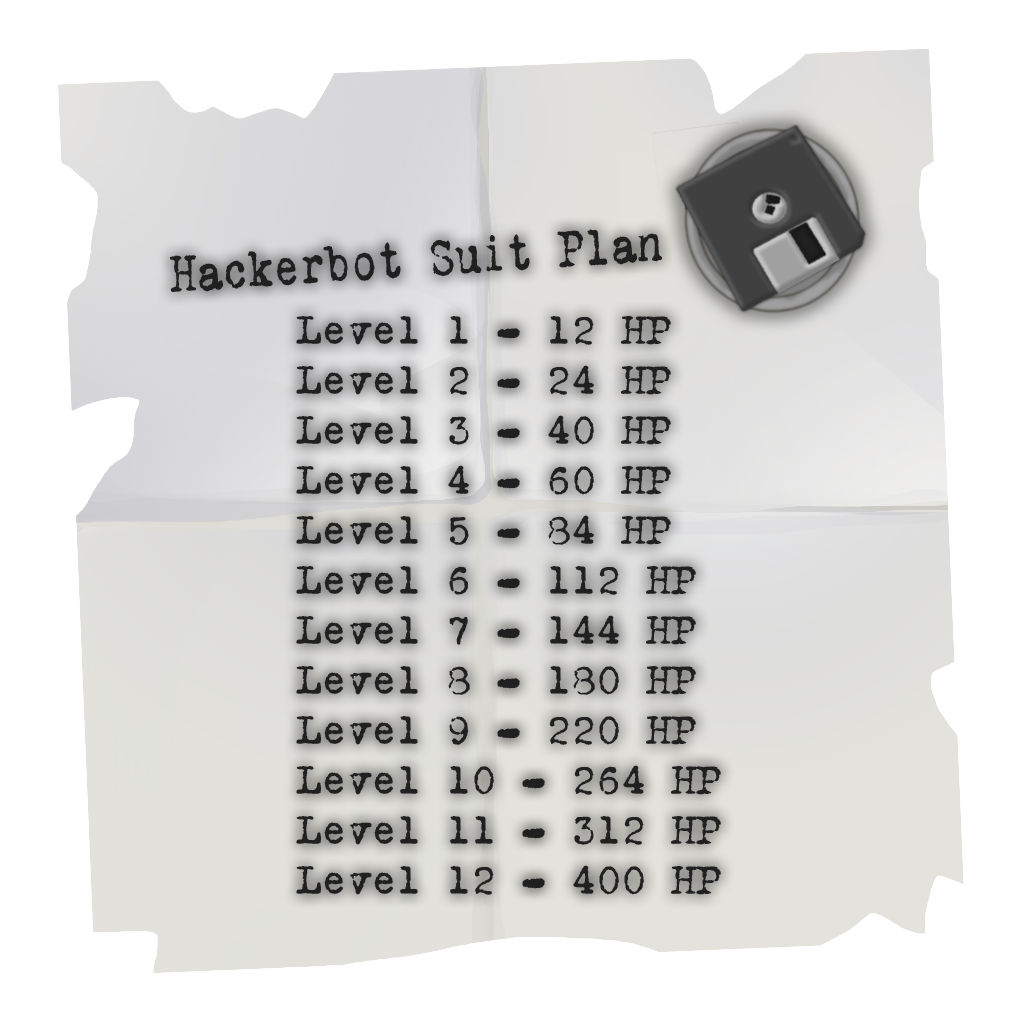 Hackerbot Suit Plan
Level 1 - 12 HP
Level 2 - 24 HP
Level 3 - 40 HP
Level 4 - 60 HP
Level 5 - 84 HP
Level 6 - 112 HP
Level 7 - 144 HP
Level 8 - 180 HP
Level 9 - 220 HP
Level 10 - 264 HP
Level 11 - 312 HP
Level 12 - 400 HP